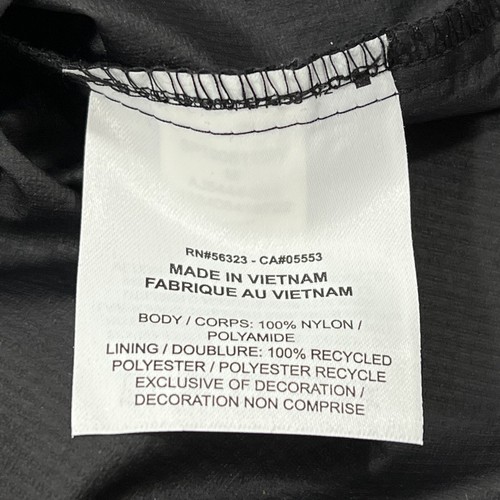 RN#56323 - CA#05553
MADE IN VIETNAM
FABRIQUE AU VIETNAM
BODY / CORPS: 100% NYLON /
POLYAMIDE
LINING / DOUBLURE: 100% RECYCLED
POLYESTER / POLYESTER RECYCLE
EXCLUSIVE OF DECORATION /
DECORATION NON COMPRISE